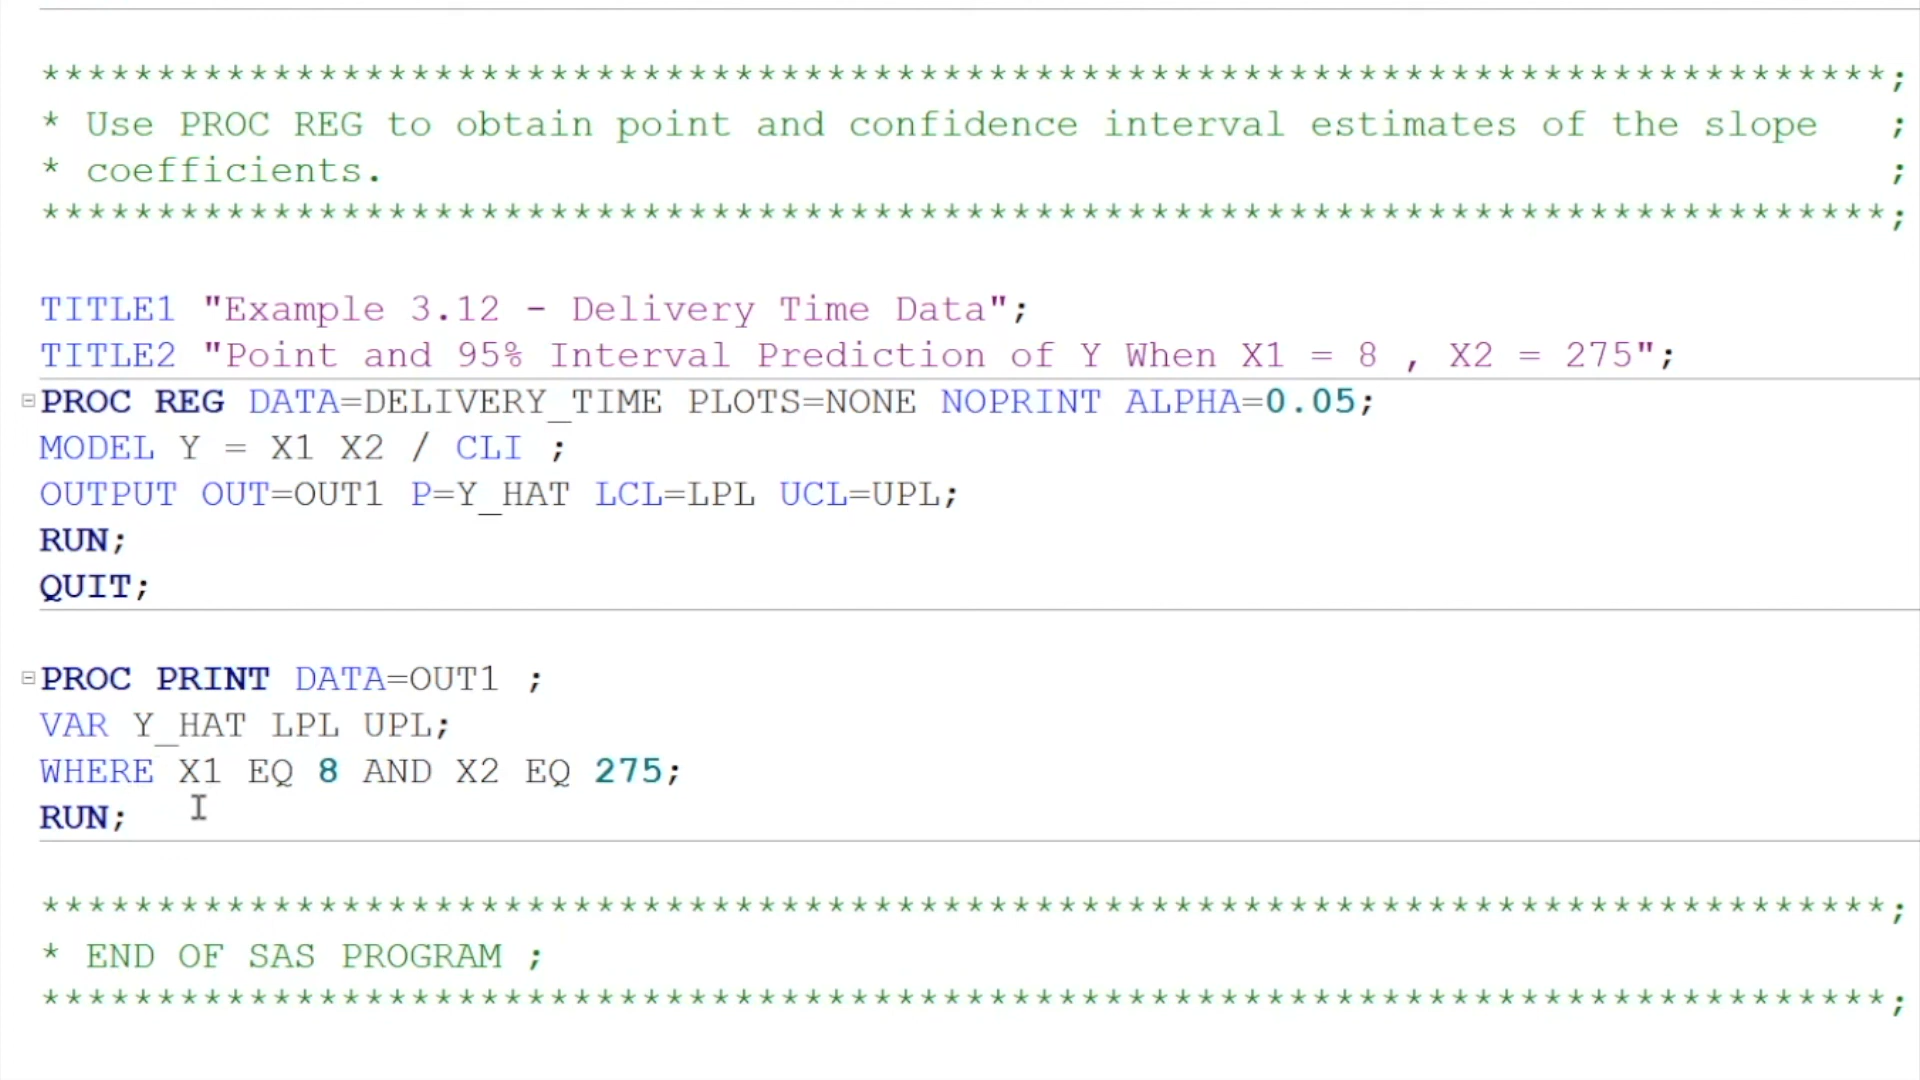 ********************************************************************************;
* Use PROC REG to obtain point and confidence interval estimates of the slope ;
* coefficients. ;
********************************************************************************;
TITLE1 "Example 3.12 - Delivery Time Data";
TITLE2 "Point and 95% Interval Prediction of Y When X1 = 8 , X2 = 275";
PROC REG DATA=DELIVERY_TIME PLOTS=NONE NOPRINT ALPHA=0.05;
MODEL Y = X1 X2 / CLI ;
OUTPUT OUT=OUT1 P=Y_HAT LCL=LPL UCL=UPL;
RUN;
QUIT;
PROC PRINT DATA=OUT1 ;
VAR Y_HAT LPL UPL;
WHERE X1 EQ 8 AND X2 EQ 275;
RUN;
********************************************************************************;
* END OF SAS PROGRAM ;
********************************************************************************;